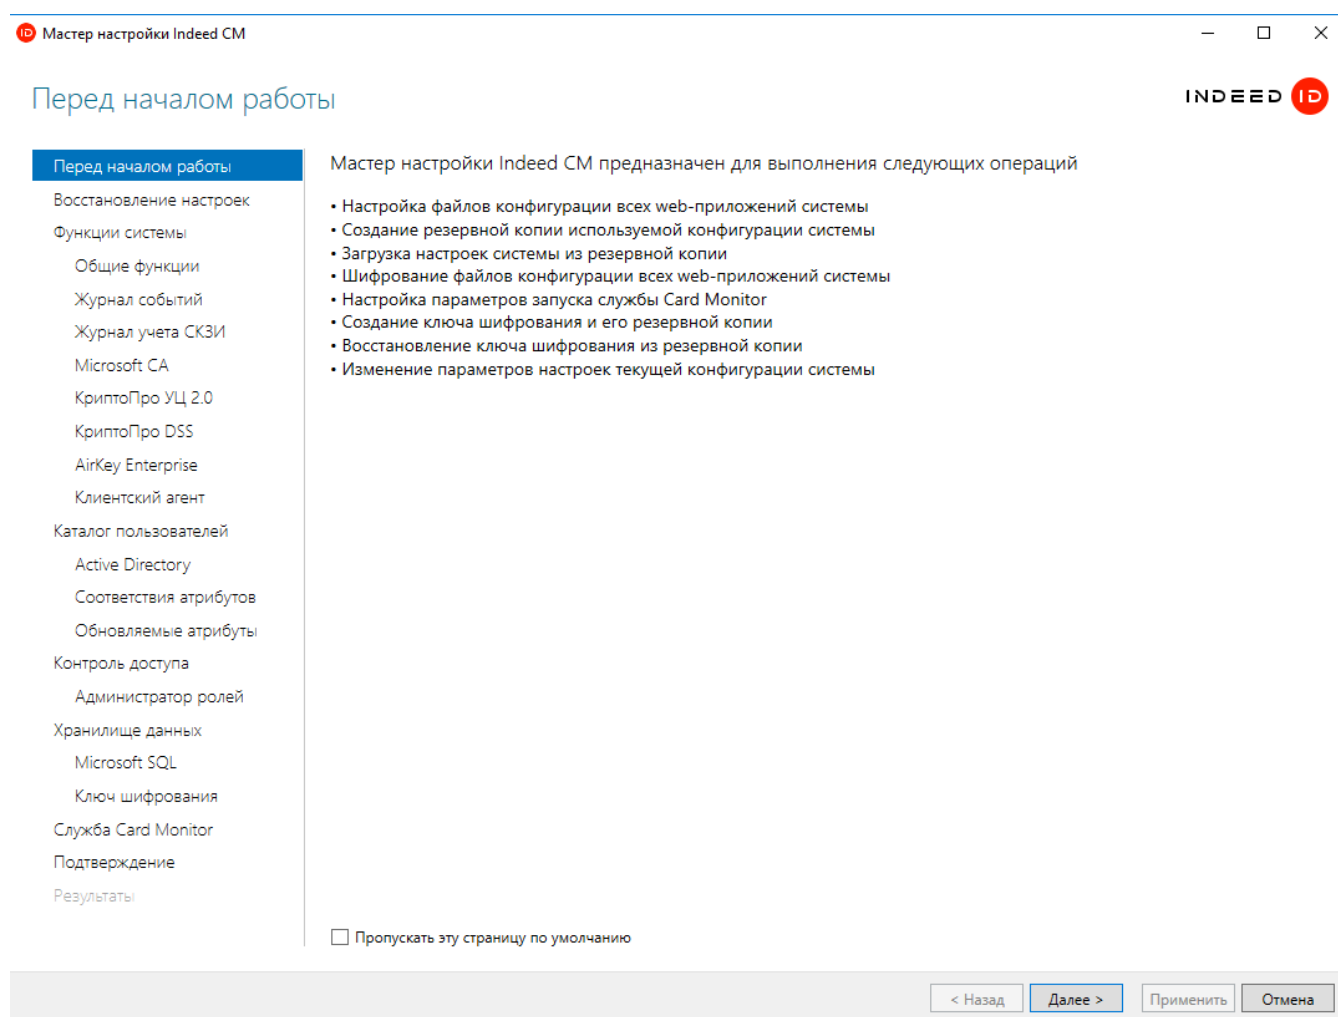 Мастер настройки Indeed CM
Перед началом работы
INDEED ID
Перед началом работы
Восстановление настроек
Функции системы
Общие функции
Журнал событий
Журнал учета СКЗИ
Microsoft CA
КриптоПро УЦ 2.0
КриптоПро DSS
AirKey Enterprise
Клиентский агент
Каталог пользователей
Active Directory
Соответствия атрибутов
Обновляемые атрибуты
Контроль доступа
Администратор ролей
Хранилище данных
Microsoft SQL
Ключ шифрования
Служба Card Monitor
Подтверждение
Результаты
Мастер настройки Indeed CM предназначен для выполнения следующих операций
• Настройка файлов конфигурации всех web-приложений системы
• Создание резервной копии используемой конфигурации системы
• Загрузка настроек системы из резервной копии
• Шифрование файлов конфигурации всех web-приложений системы
• Настройка параметров запуска службы Card Monitor
• Создание ключа шифрования и его резервной копии
• Восстановление ключа шифрования из резервной копии
• Изменение параметров настроек текущей конфигурации системы
Пропускать эту страницу по умолчанию
< Назад
Далее >
Применить
Отмена